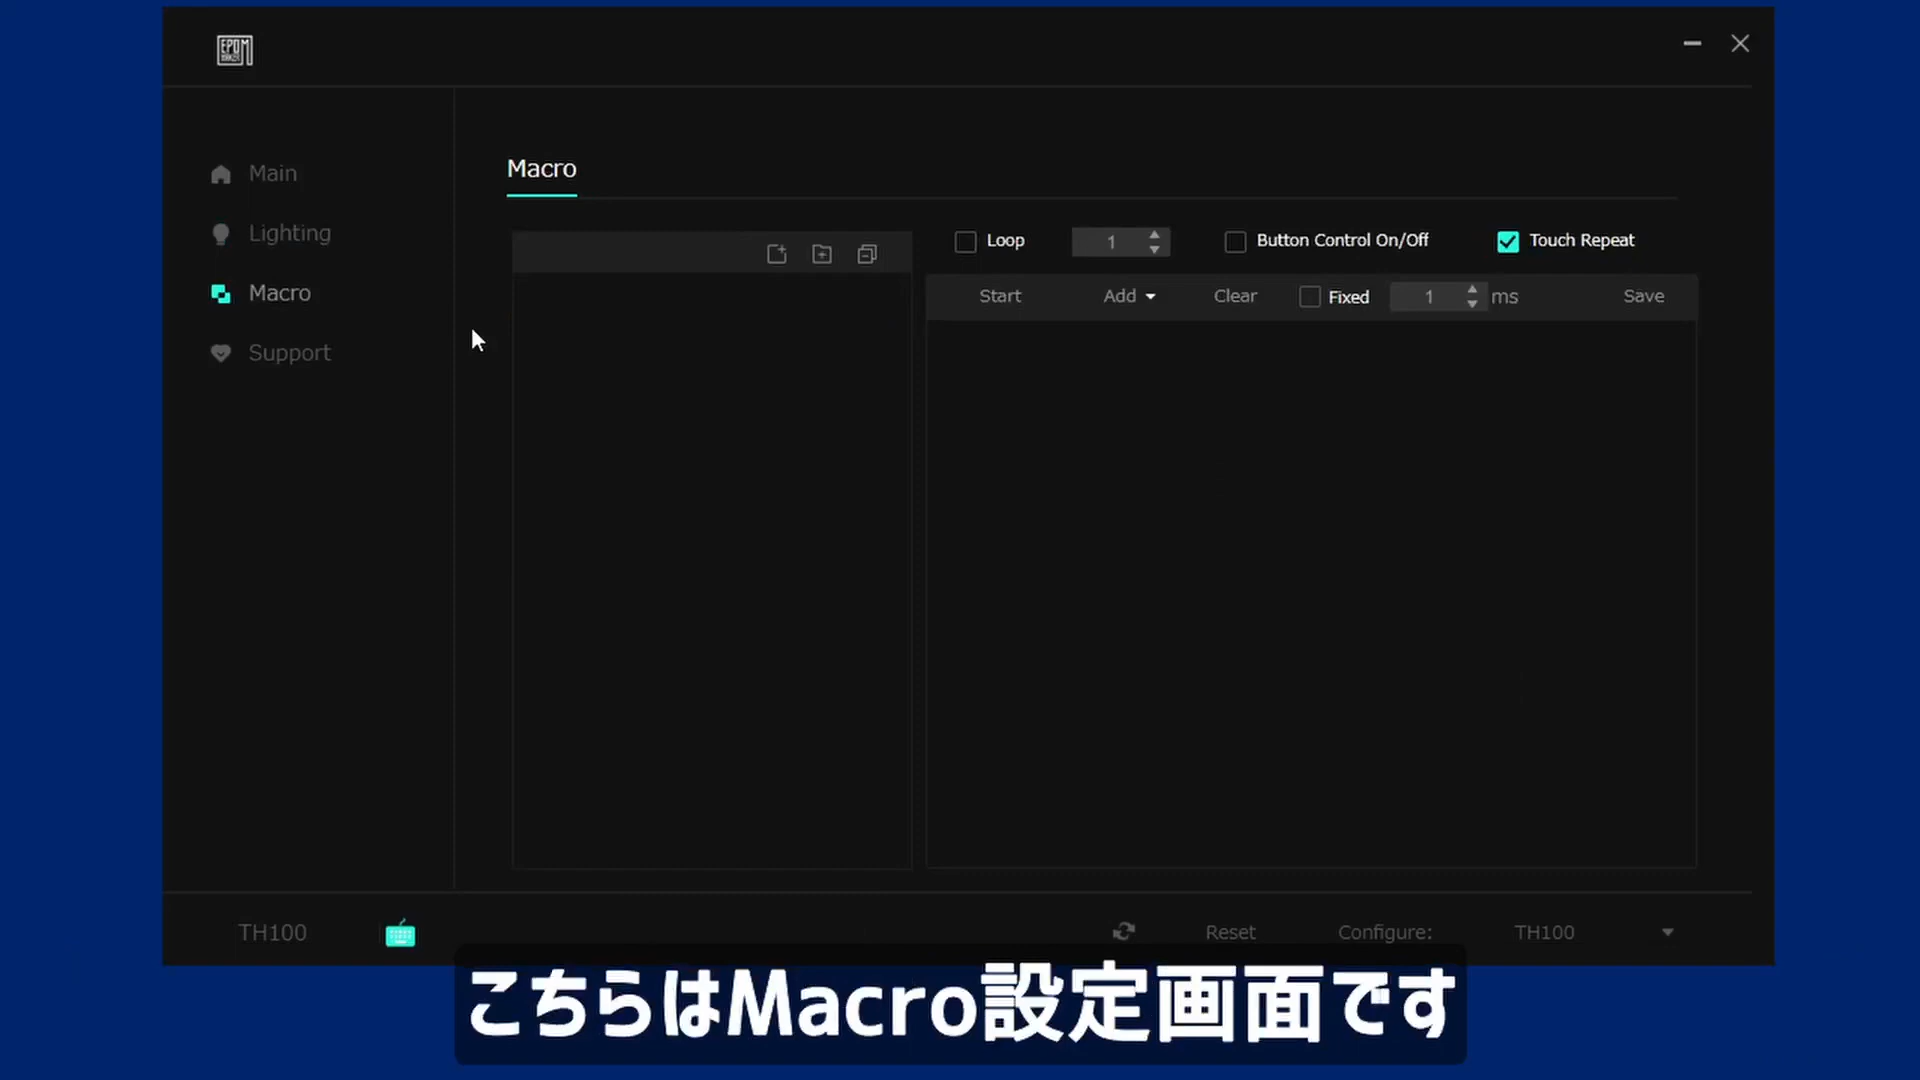 EPOM
MAKER
Main
Lighting
Macro
Support
Macro
Loop 1 Button Control On/Off Touch Repeat
Start Add Clear Fixed 1 ms Save
TH100 Reset Configure: TH100
こちらはMacro設定画面です